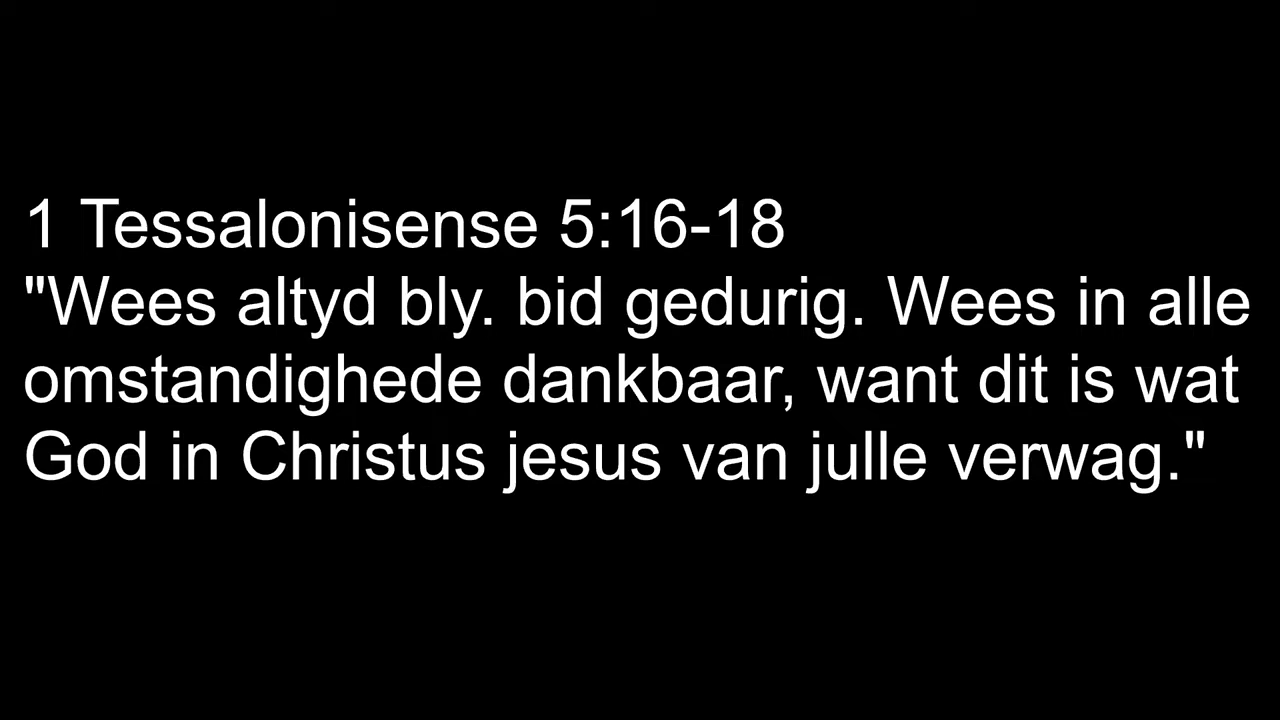 1 Tessalonisense 5:16-18
"Wees altyd bly. bid gedurig. Wees in alle
omstandighede dankbaar, want dit is wat
God in Christus jesus van julle verwag."